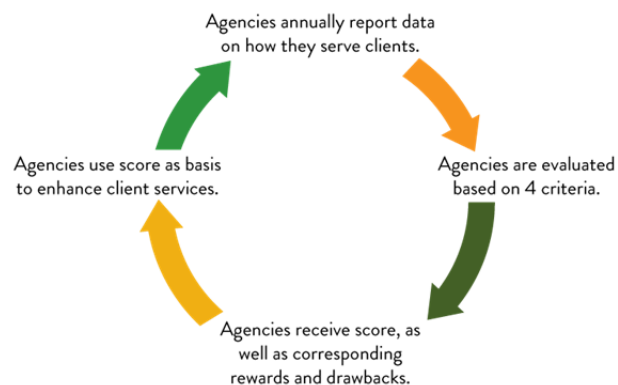 Agencies annually report data
on how they serve clients.
Agencies are evaluated
based on 4 criteria.
Agencies receive score, as
well as corresponding
rewards and drawbacks.
Agencies use score as basis
to enhance client services.